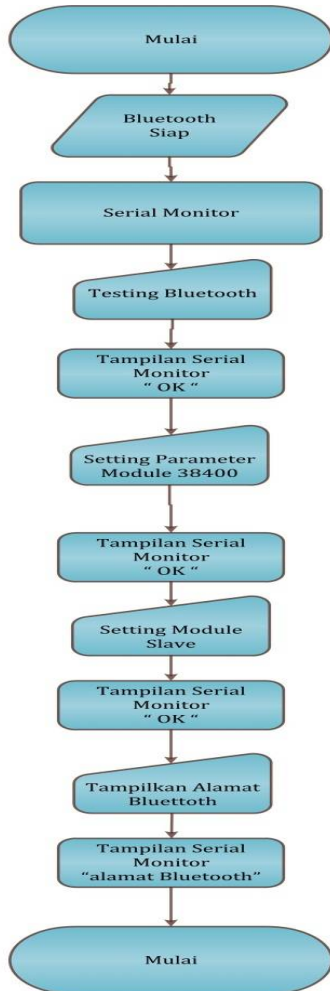 Mulai
Bluetooth
Siap
Serial Monitor
Testing Bluetooth
Tampilan Serial
Monitor
“ OK “
Setting Parameter
Module 38400
Tampilan Serial
Monitor
“ OK “
Setting Module
Slave
Tampilan Serial
Monitor
“ OK “
Tampilkan Alamat
Bluettoth
Tampilan Serial
Monitor
“alamat Bluetooth”
Mulai